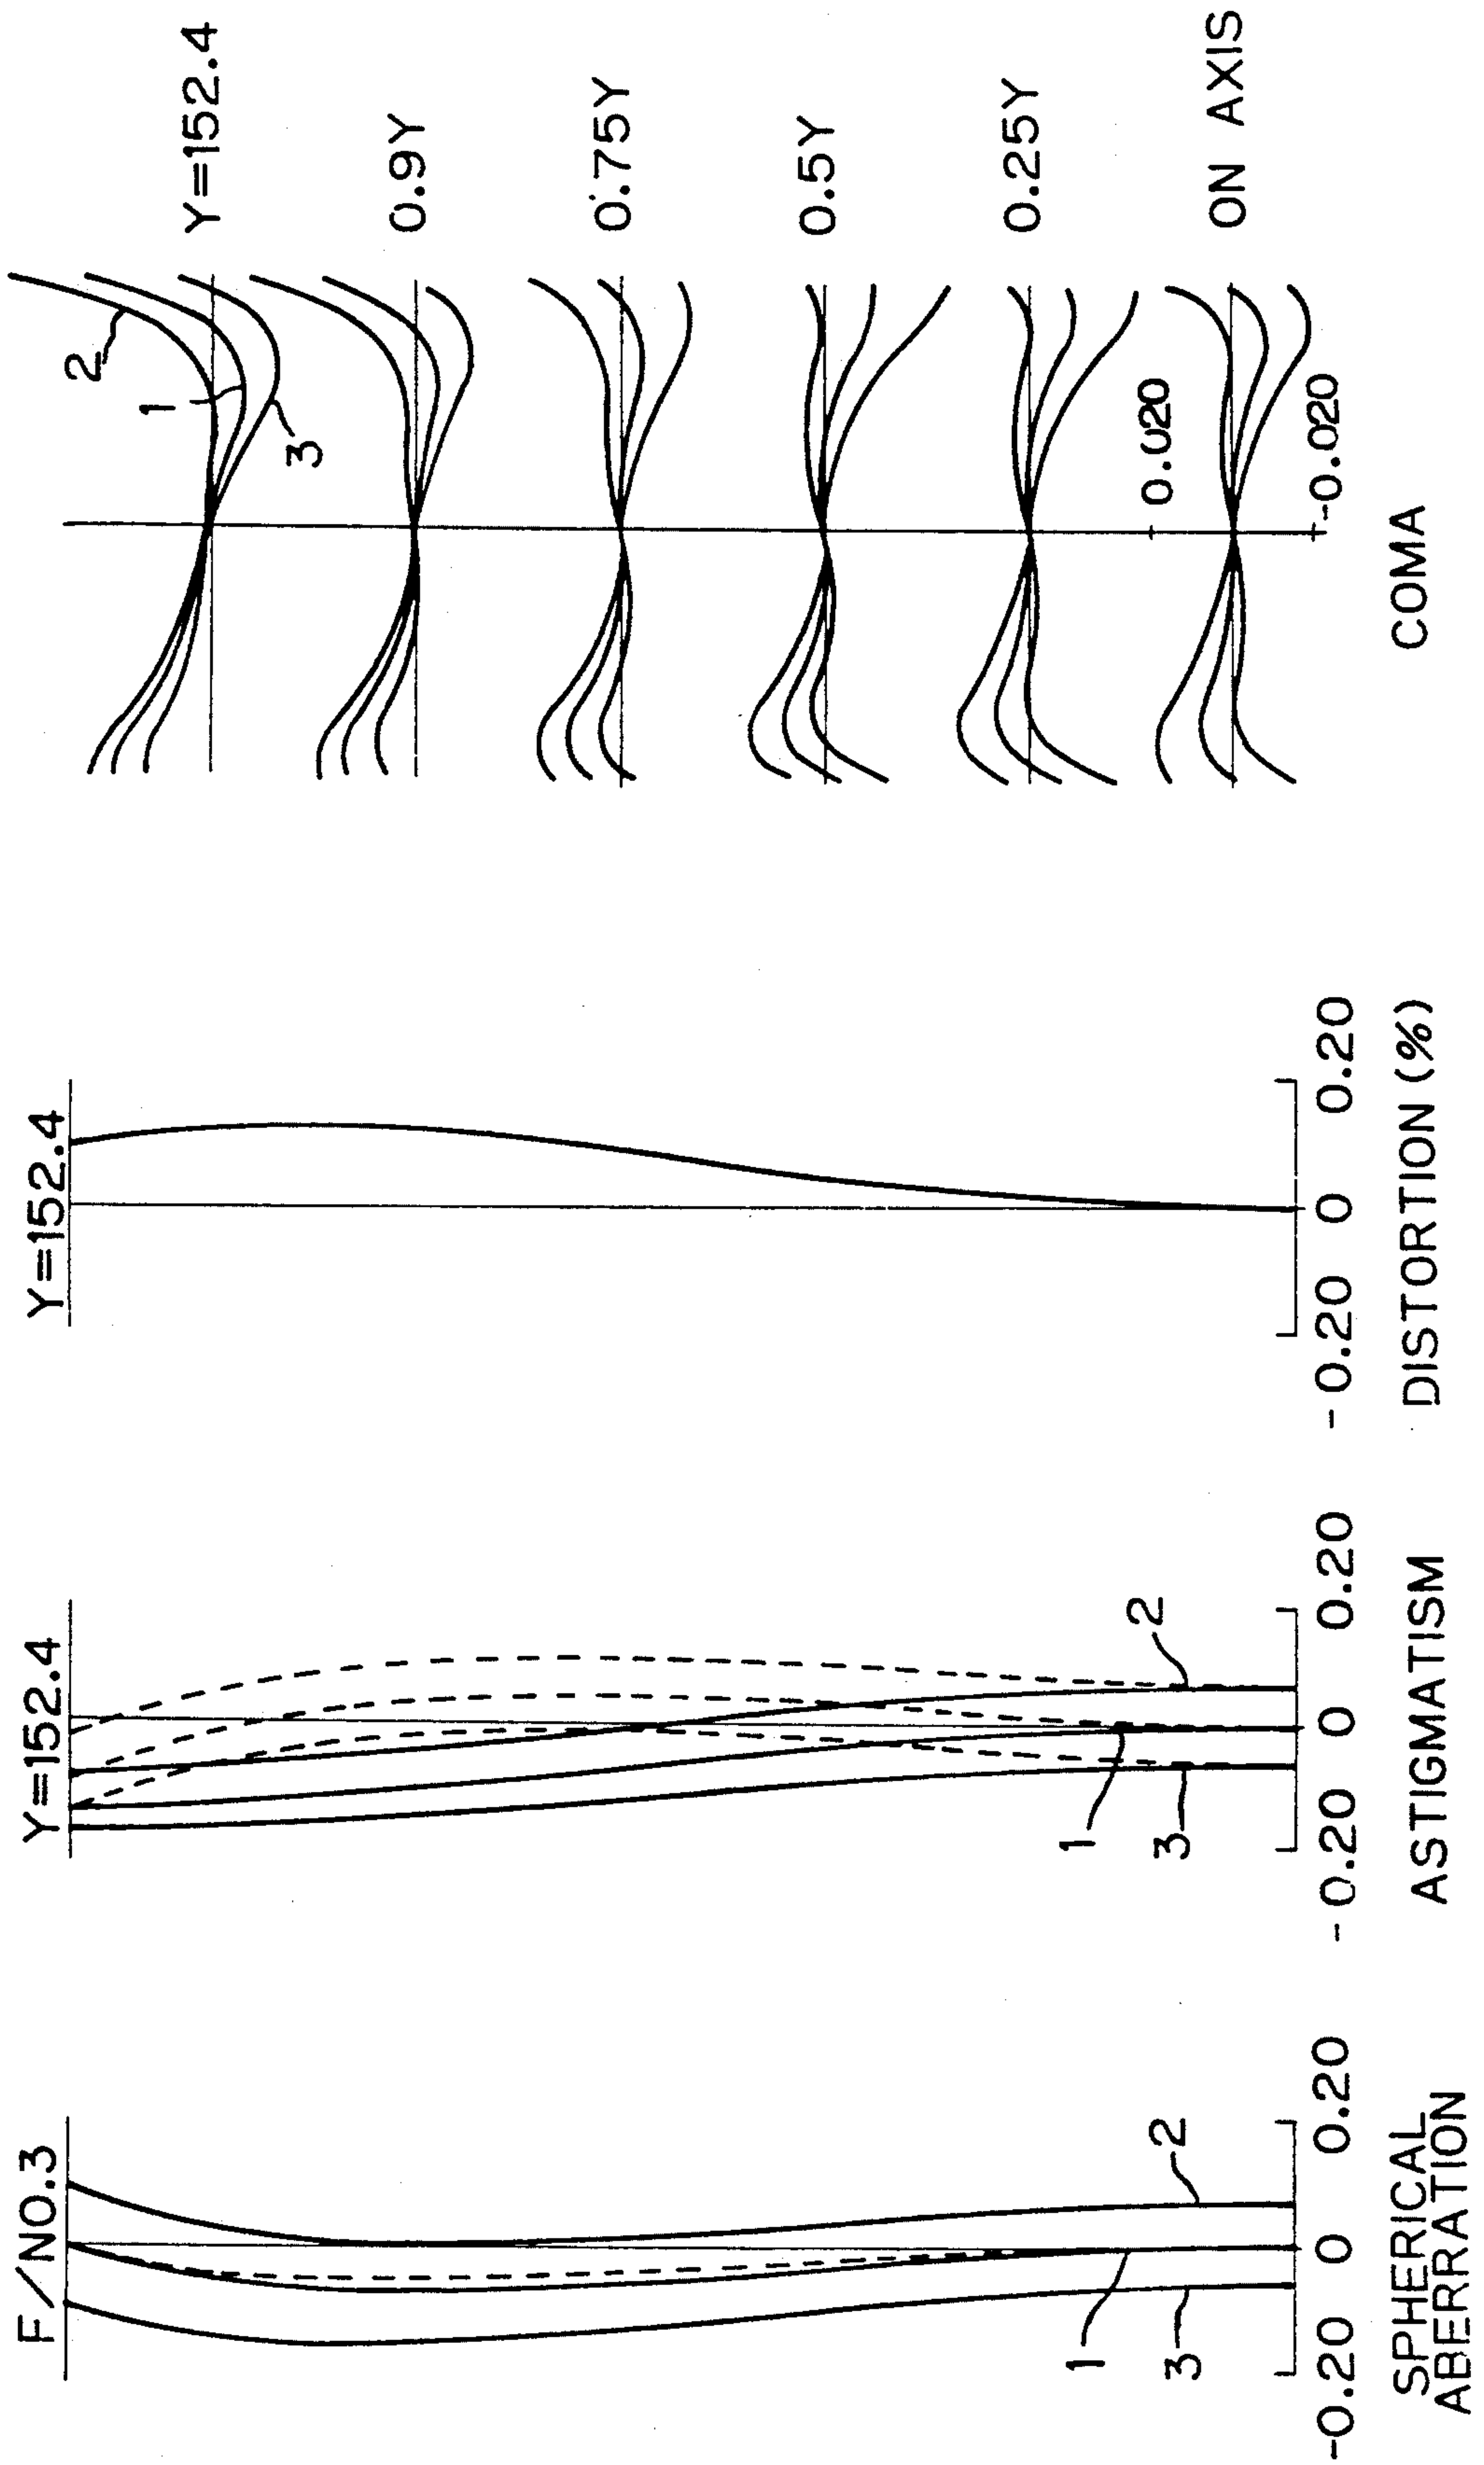 F/NO.3
1
2
3
-0.20 0 0.20
SPHERICAL
ABERRATION
Y=152.4
1
2
3
-0.20 0 0.20
ASTIGMATISM
Y=152.4
-0.20 0 0.20
DISTORTION (%)
2
1
3
Y=152.4
0.9Y
0.75Y
0.5Y
0.25Y
0.020
ON AXIS
-0.020
COMA